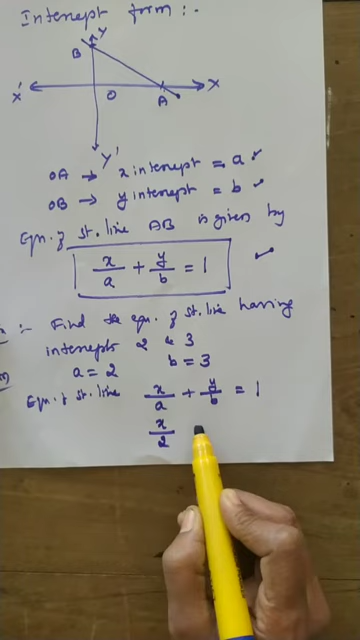 Intercept form :-
Y
B
X'
O
A
X
Y'
OA → x intercept = a ✓
OB → y intercept = b ✓
Eqn. of st. line AB is given by
x/a + y/b = 1 ✓
:- Find the eqn. of st. line having
intercepts 2 & 3
a = 2 b = 3
Eqn. of st. line x/a + y/b = 1
x/2